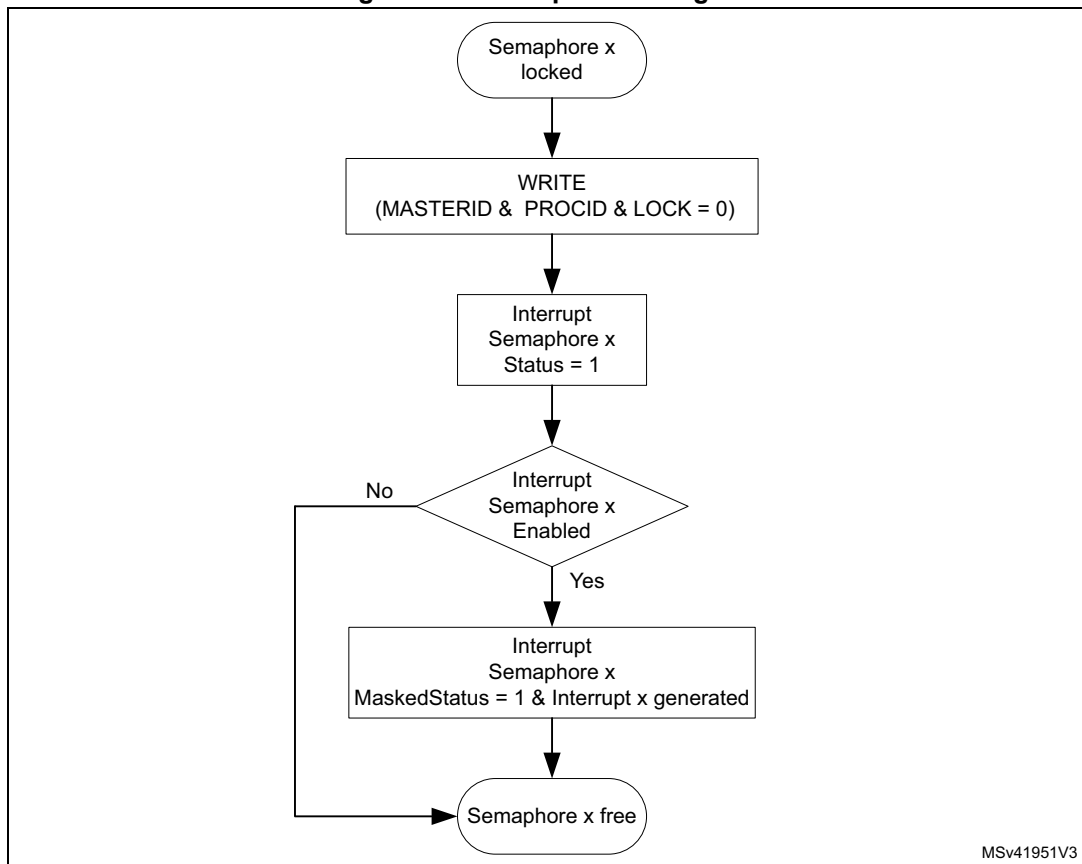 Semaphore x
locked
WRITE
(MASTERID & PROCID & LOCK = 0)
Interrupt
Semaphore x
Status = 1
Interrupt
Semaphore x
Enabled
No
Yes
Interrupt
Semaphore x
MaskedStatus = 1 & Interrupt x generated
Semaphore x free
MSv41951V3